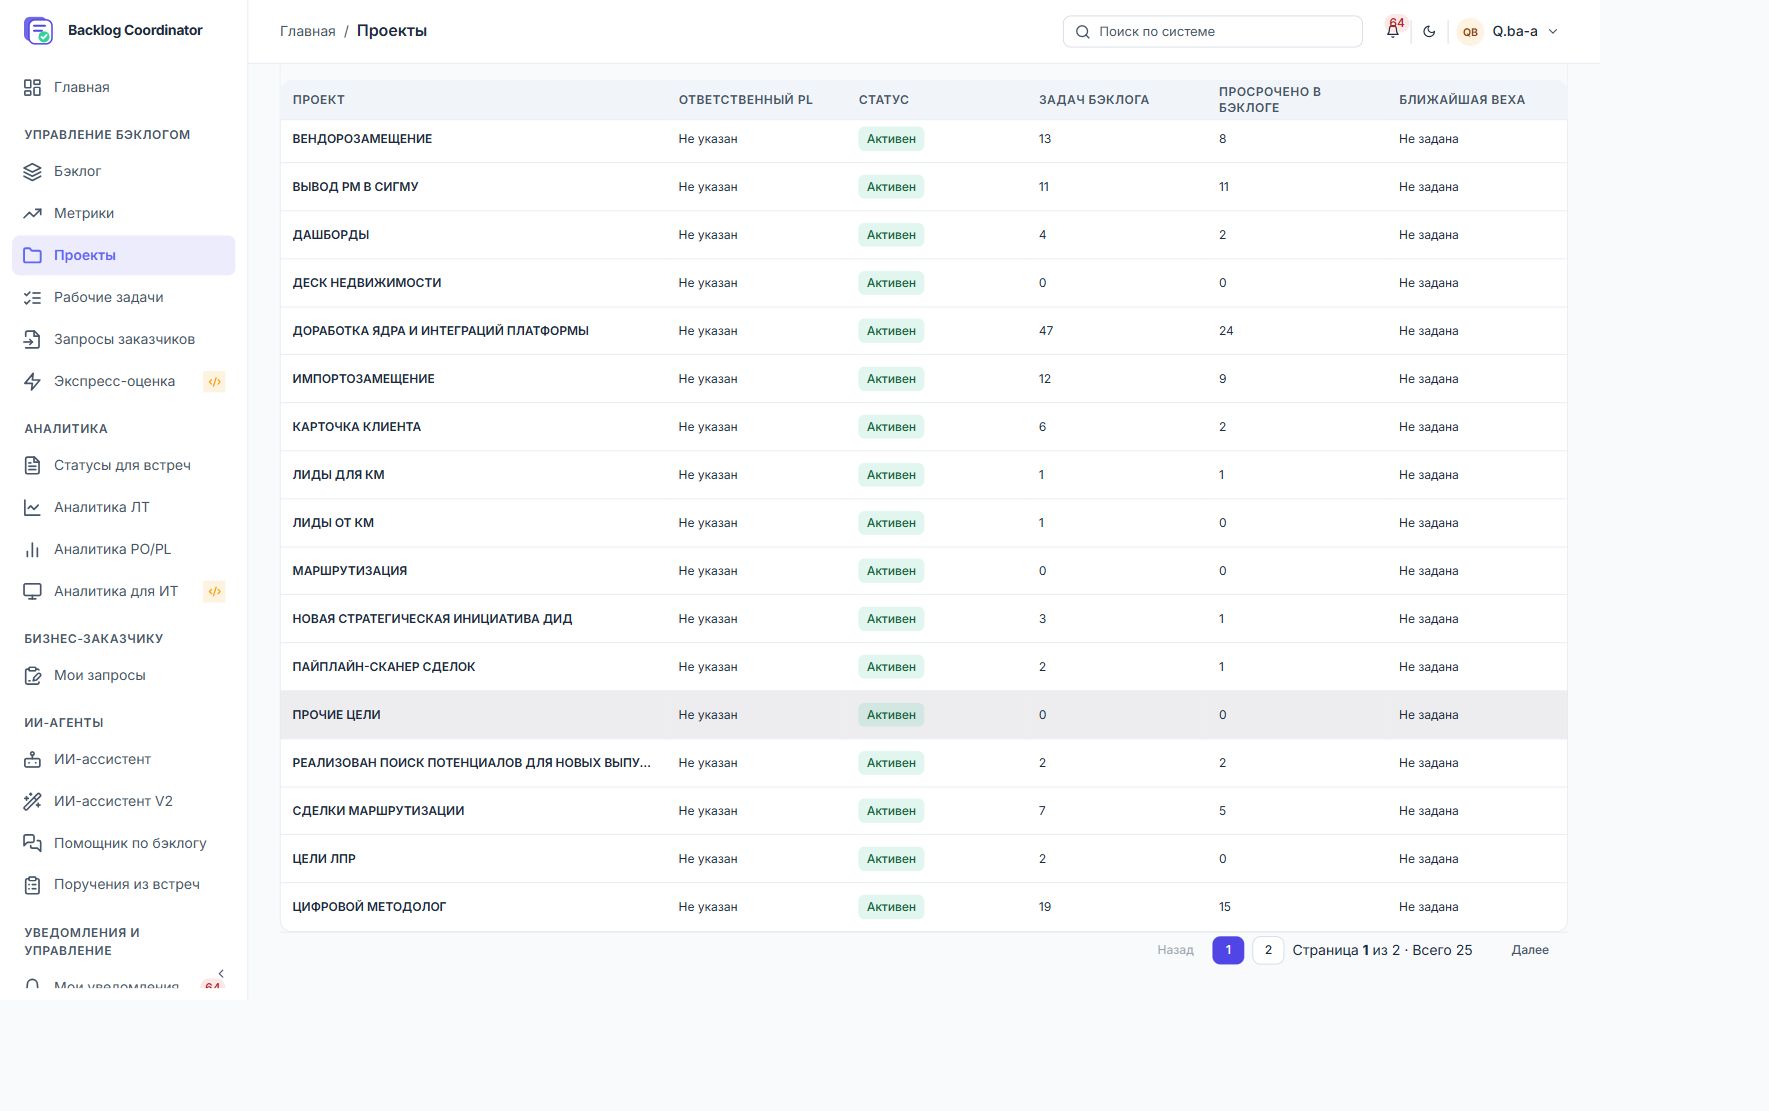 Backlog Coordinator
Главная / Проекты
Поиск по системе
64
QB
Q.ba-a
Главная
УПРАВЛЕНИЕ БЭКЛОГОМ
Бэклог
Метрики
Проекты
Рабочие задачи
Запросы заказчиков
Экспресс-оценка </>
АНАЛИТИКА
Статусы для встреч
Аналитика ЛТ
Аналитика PO/PL
Аналитика для ИТ </>
БИЗНЕС-ЗАКАЗЧИКУ
Мои запросы
ИИ-АГЕНТЫ
ИИ-ассистент
ИИ-ассистент V2
Помощник по бэклогу
Поручения из встреч
УВЕДОМЛЕНИЯ И
УПРАВЛЕНИЕ
Мои уведомления 64
ПРОЕКТ ОТВЕТСТВЕННЫЙ PL СТАТУС ЗАДАЧ БЭКЛОГА ПРОСРОЧЕНО В БЭКЛОГЕ БЛИЖАЙШАЯ ВЕХА
ВЕНДОРОЗАМЕЩЕНИЕ Не указан Активен 13 8 Не задана
ВЫВОД РМ В СИГМУ Не указан Активен 11 11 Не задана
ДАШБОРДЫ Не указан Активен 4 2 Не задана
ДЕСК НЕДВИЖИМОСТИ Не указан Активен 0 0 Не задана
ДОРАБОТКА ЯДРА И ИНТЕГРАЦИЙ ПЛАТФОРМЫ Не указан Активен 47 24 Не задана
ИМПОРТОЗАМЕЩЕНИЕ Не указан Активен 12 9 Не задана
КАРТОЧКА КЛИЕНТА Не указан Активен 6 2 Не задана
ЛИДЫ ДЛЯ КМ Не указан Активен 1 1 Не задана
ЛИДЫ ОТ КМ Не указан Активен 1 0 Не задана
МАРШРУТИЗАЦИЯ Не указан Активен 0 0 Не задана
НОВАЯ СТРАТЕГИЧЕСКАЯ ИНИЦИАТИВА ДИД Не указан Активен 3 1 Не задана
ПАЙПЛАЙН-СКАНЕР СДЕЛОК Не указан Активен 2 1 Не задана
ПРОЧИЕ ЦЕЛИ Не указан Активен 0 0 Не задана
РЕАЛИЗОВАН ПОИСК ПОТЕНЦИАЛОВ ДЛЯ НОВЫХ ВЫПУ... Не указан Активен 2 2 Не задана
СДЕЛКИ МАРШРУТИЗАЦИИ Не указан Активен 7 5 Не задана
ЦЕЛИ ЛПР Не указан Активен 2 0 Не задана
ЦИФРОВОЙ МЕТОДОЛОГ Не указан Активен 19 15 Не задана
Назад 1 2 Страница 1 из 2 · Всего 25 Далее